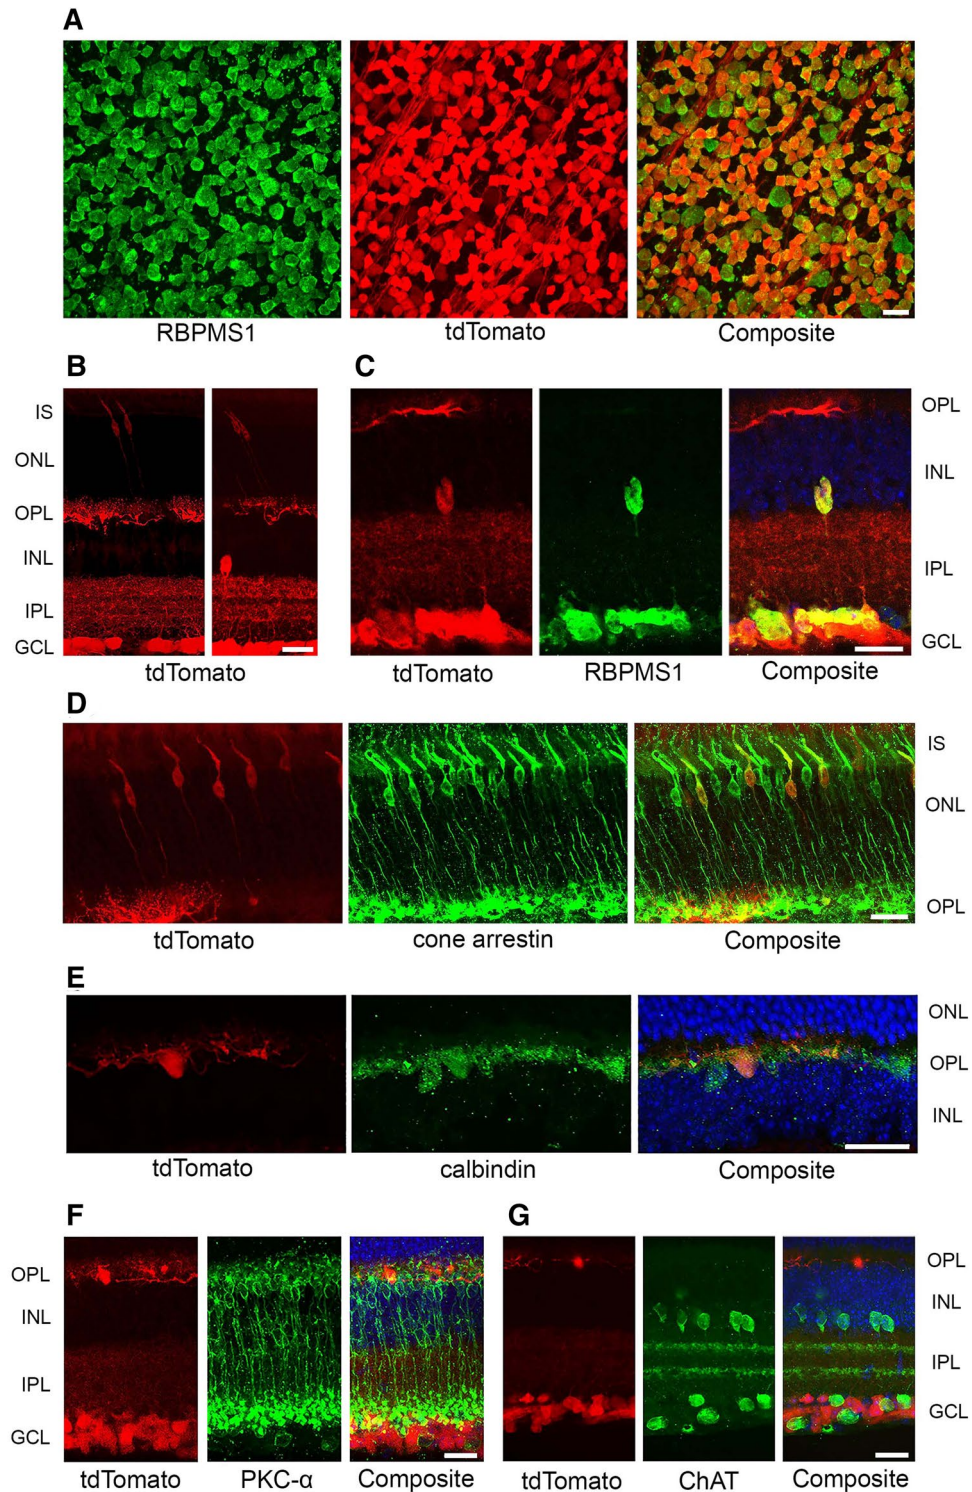 A
RBPMS1 tdTomato Composite
B
IS
ONL
OPL
INL
IPL
GCL
tdTomato
C
OPL
INL
IPL
GCL
tdTomato RBPMS1 Composite
D
IS
ONL
OPL
tdTomato cone arrestin Composite
E
ONL
OPL
INL
tdTomato calbindin Composite
F
OPL
INL
IPL
GCL
tdTomato PKC-α Composite
G
OPL
INL
IPL
GCL
tdTomato ChAT Composite